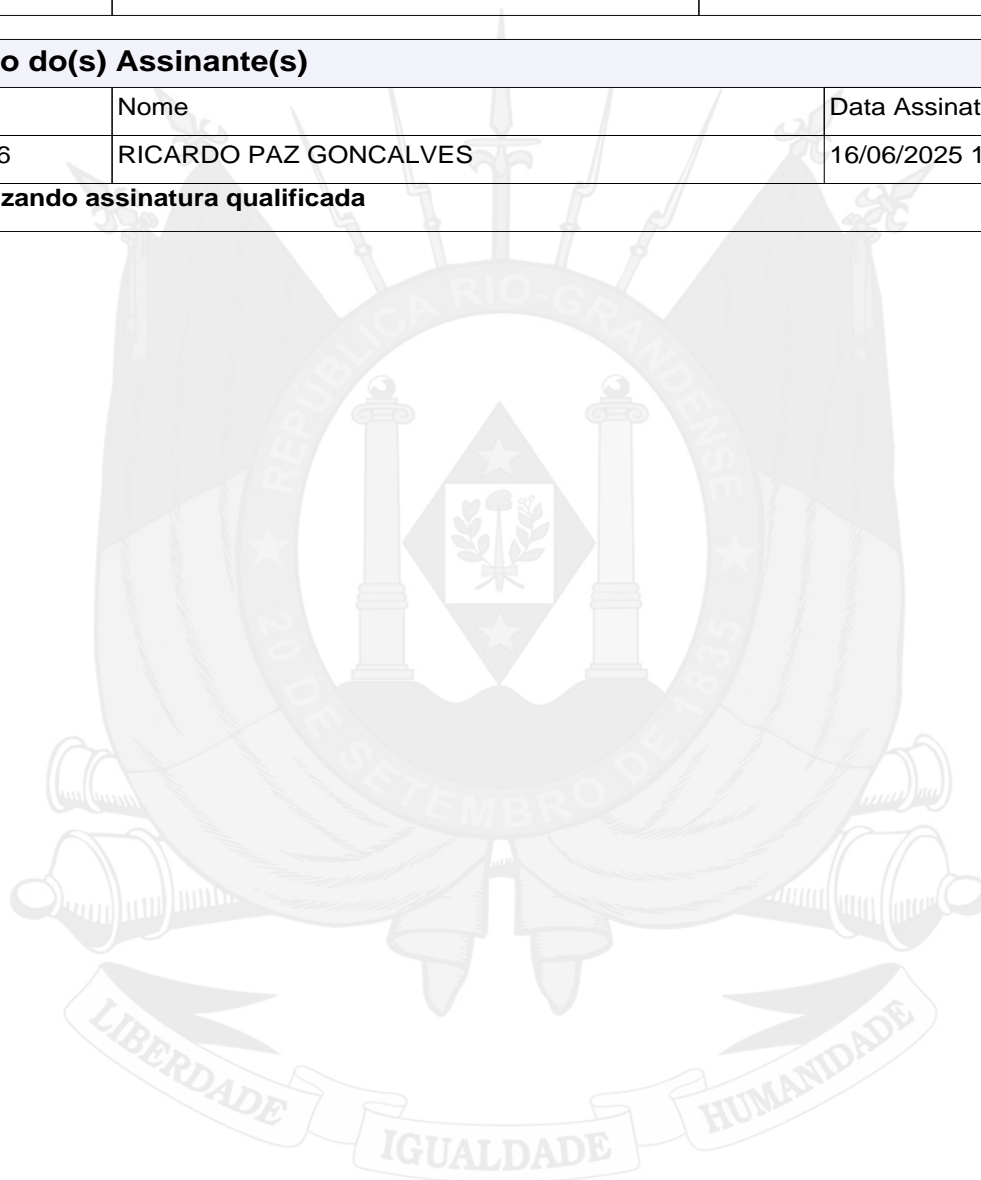 o do(s) Assinante(s)
Nome Data Assinat
6 RICARDO PAZ GONCALVES 16/06/2025 1
zando assinatura qualificada
REPÚBLICA RIO-GRANDENSE
20 DE SETEMBRO DE 1835
LIBERDADE IGUALDADE HUMANIDADE